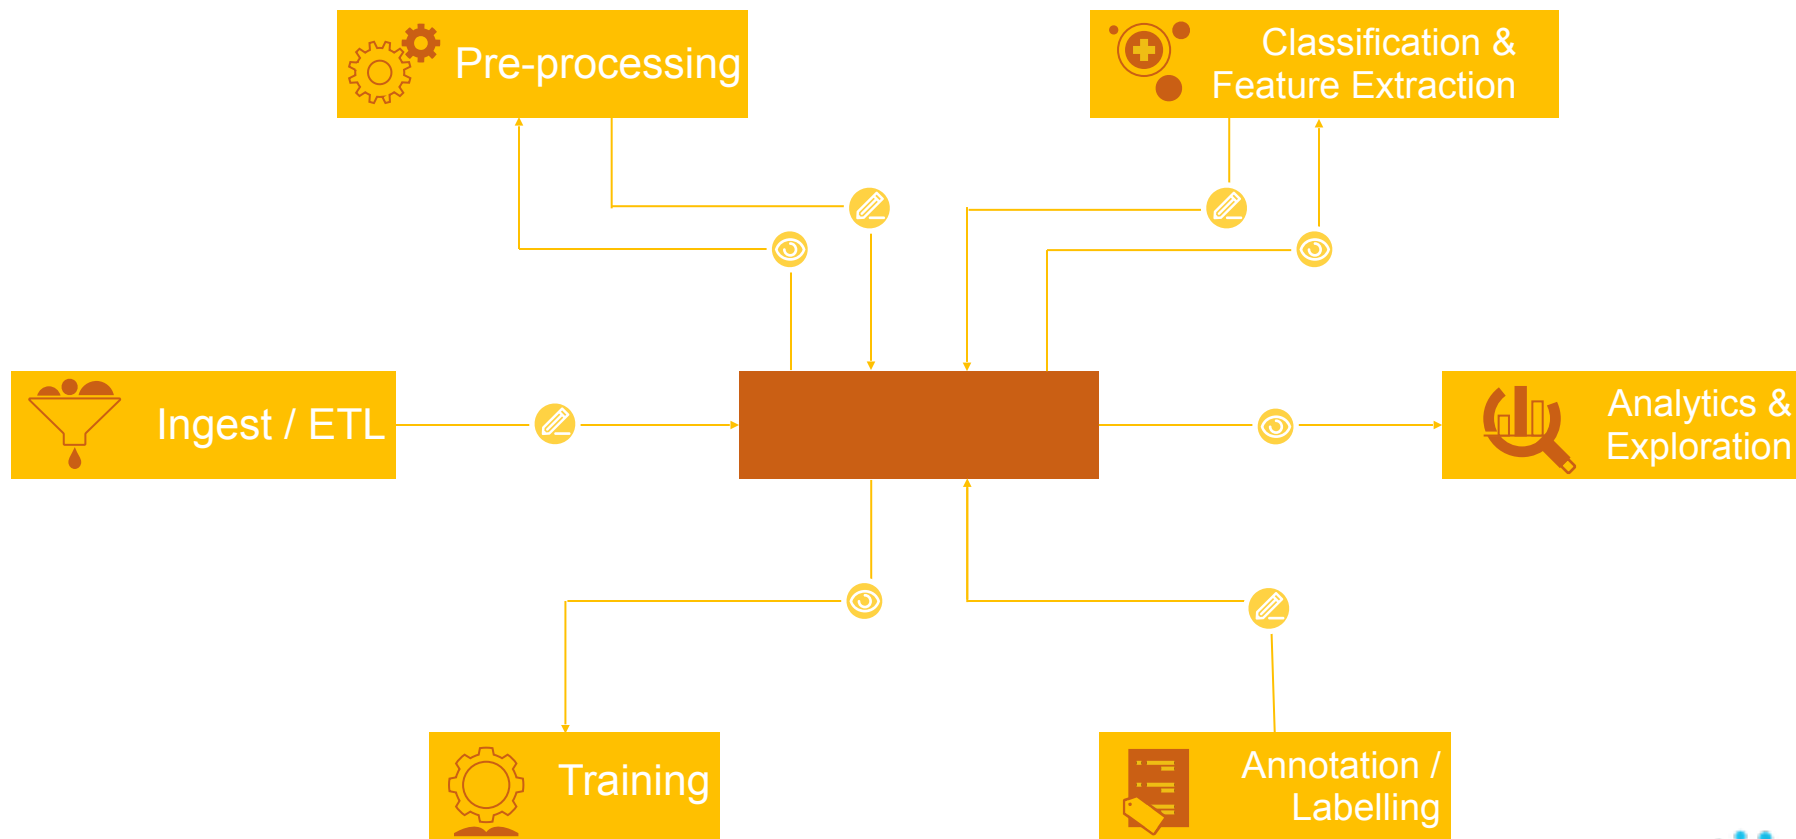 Pre-processing
Classification &
Feature Extraction
Ingest / ETL
Analytics &
Exploration
Training
Annotation /
Labelling